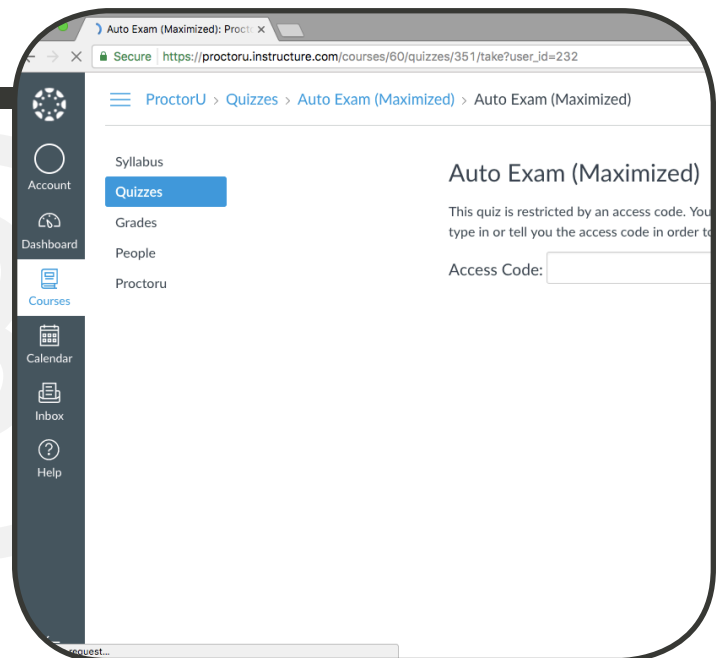 Auto Exam (Maximized): Procto
Secure https://proctoru.instructure.com/courses/60/quizzes/351/take?user_id=232
ProctorU > Quizzes > Auto Exam (Maximized) > Auto Exam (Maximized)
Account
Dashboard
Courses
Calendar
Inbox
Help
Syllabus
Quizzes
Grades
People
Proctoru
Auto Exam (Maximized)
This quiz is restricted by an access code. You
type in or tell you the access code in order to
Access Code:
request...